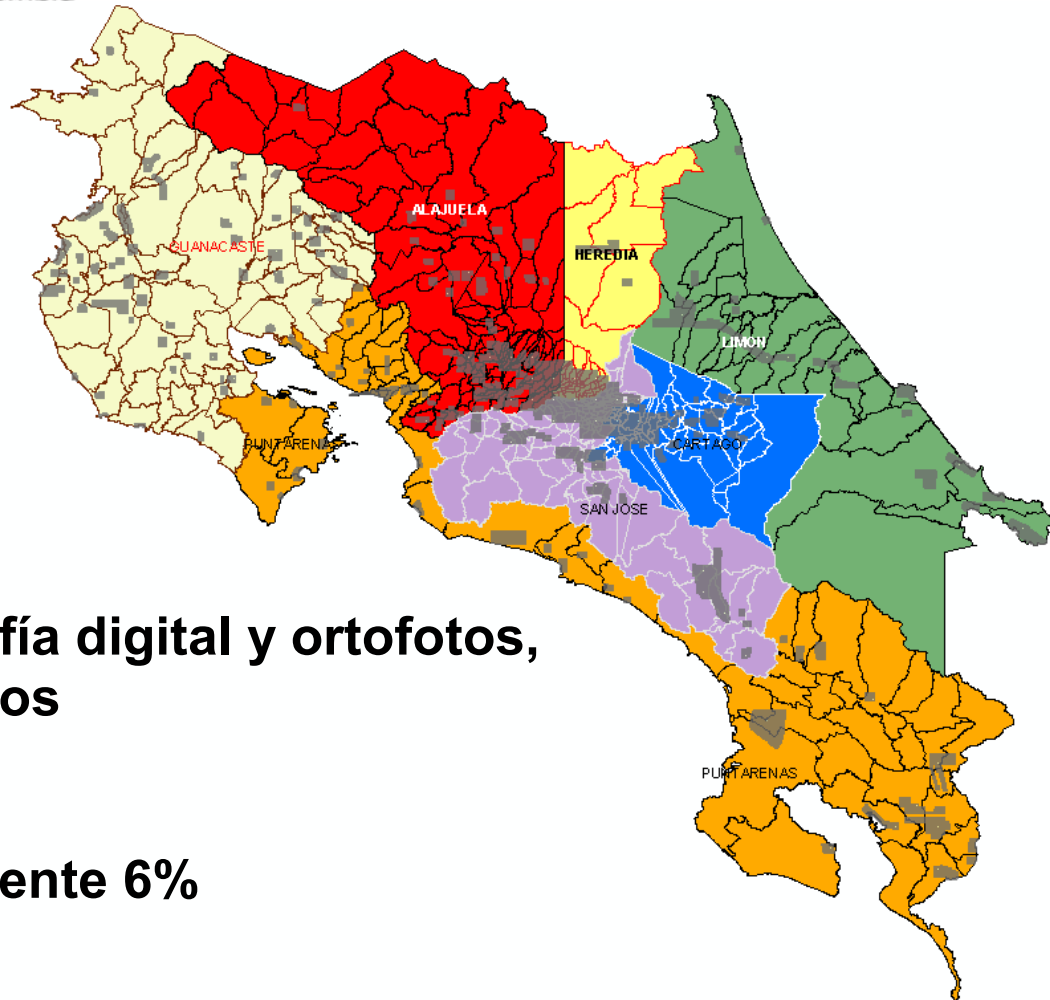 ALAJUELA
GUANACASTE
HEREDIA
LIMON
PUNTARENAS
CARTAGO
SAN JOSE
fía digital y ortofotos,
os
PUNTARENAS
ente 6%